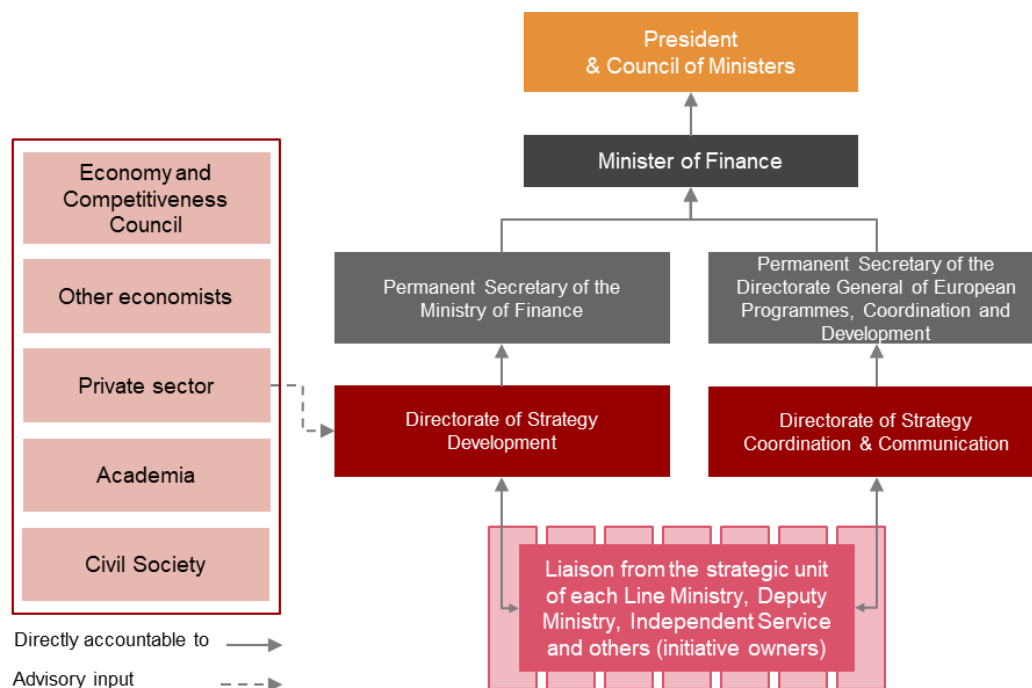 President
& Council of Ministers
Minister of Finance
Economy and
Competitiveness
Council
Other economists
Private sector
Academia
Civil Society
Permanent Secretary of the
Ministry of Finance
Permanent Secretary of the
Directorate General of European
Programmes, Coordination and
Development
Directorate of Strategy
Development
Directorate of Strategy
Coordination & Communication
Liaison from the strategic unit
of each Line Ministry, Deputy
Ministry, Independent Service
and others (initiative owners)
Directly accountable to
Advisory input